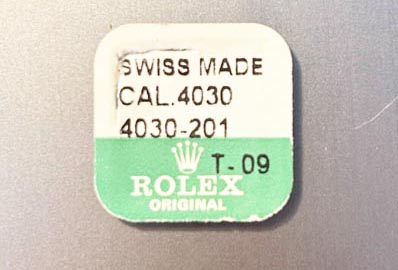 SWISS MADE
CAL.4030
4030-201
T-09
ROLEX
ORIGINAL